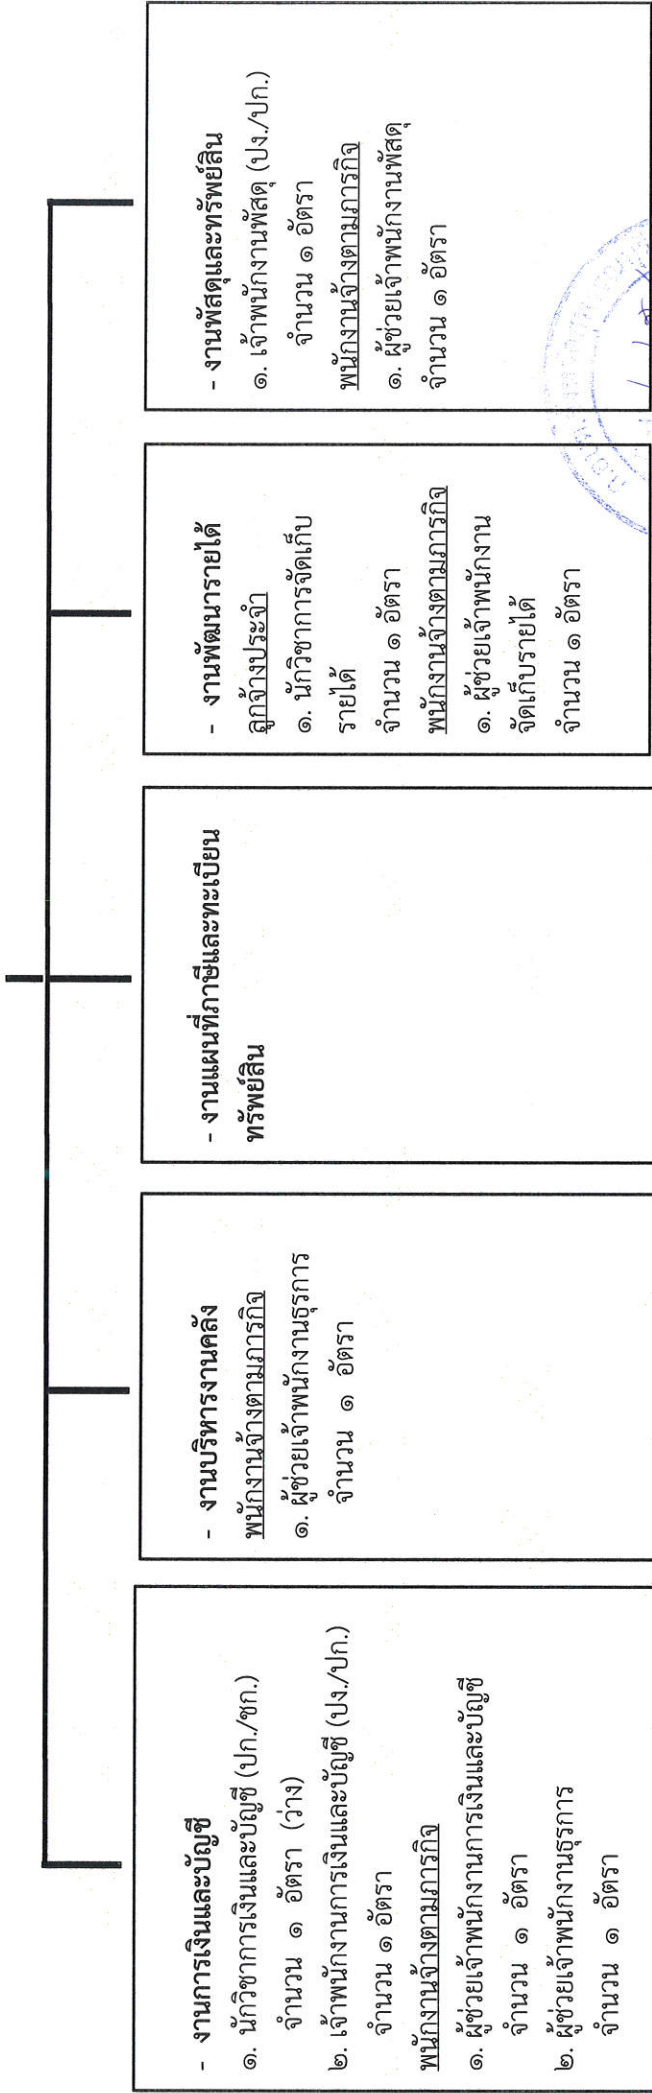 - งานการเงินและบัญชี
๑. นักวิชาการเงินและบัญชี (ปก./ชก.)
จำนวน ๑ อัตรา (ว่าง)
๒. เจ้าพนักงานการเงินและบัญชี (ปง./ปก.)
จำนวน ๑ อัตรา
พนักงานจ้างตามภารกิจ
๑. ผู้ช่วยเจ้าพนักงานการเงินและบัญชี
จำนวน ๑ อัตรา
๒. ผู้ช่วยเจ้าพนักงานธุรการ
จำนวน ๑ อัตรา
- งานบริหารงานคลัง
พนักงานจ้างตามภารกิจ
๑. ผู้ช่วยเจ้าพนักงานธุรการ
จำนวน ๑ อัตรา
- งานแผนที่ภาษีและทะเบียน
ทรัพย์สิน
- งานพัฒนารายได้
ลูกจ้างประจำ
๑. นักวิชาการจัดเก็บ
รายได้
จำนวน ๑ อัตรา
พนักงานจ้างตามภารกิจ
๑. ผู้ช่วยเจ้าพนักงาน
จัดเก็บรายได้
จำนวน ๑ อัตรา
- งานพัสดุและทรัพย์สิน
๑. เจ้าพนักงานพัสดุ (ปง./ปก.)
จำนวน ๑ อัตรา
พนักงานจ้างตามภารกิจ
๑. ผู้ช่วยเจ้าพนักงานพัสดุ
จำนวน ๑ อัตรา